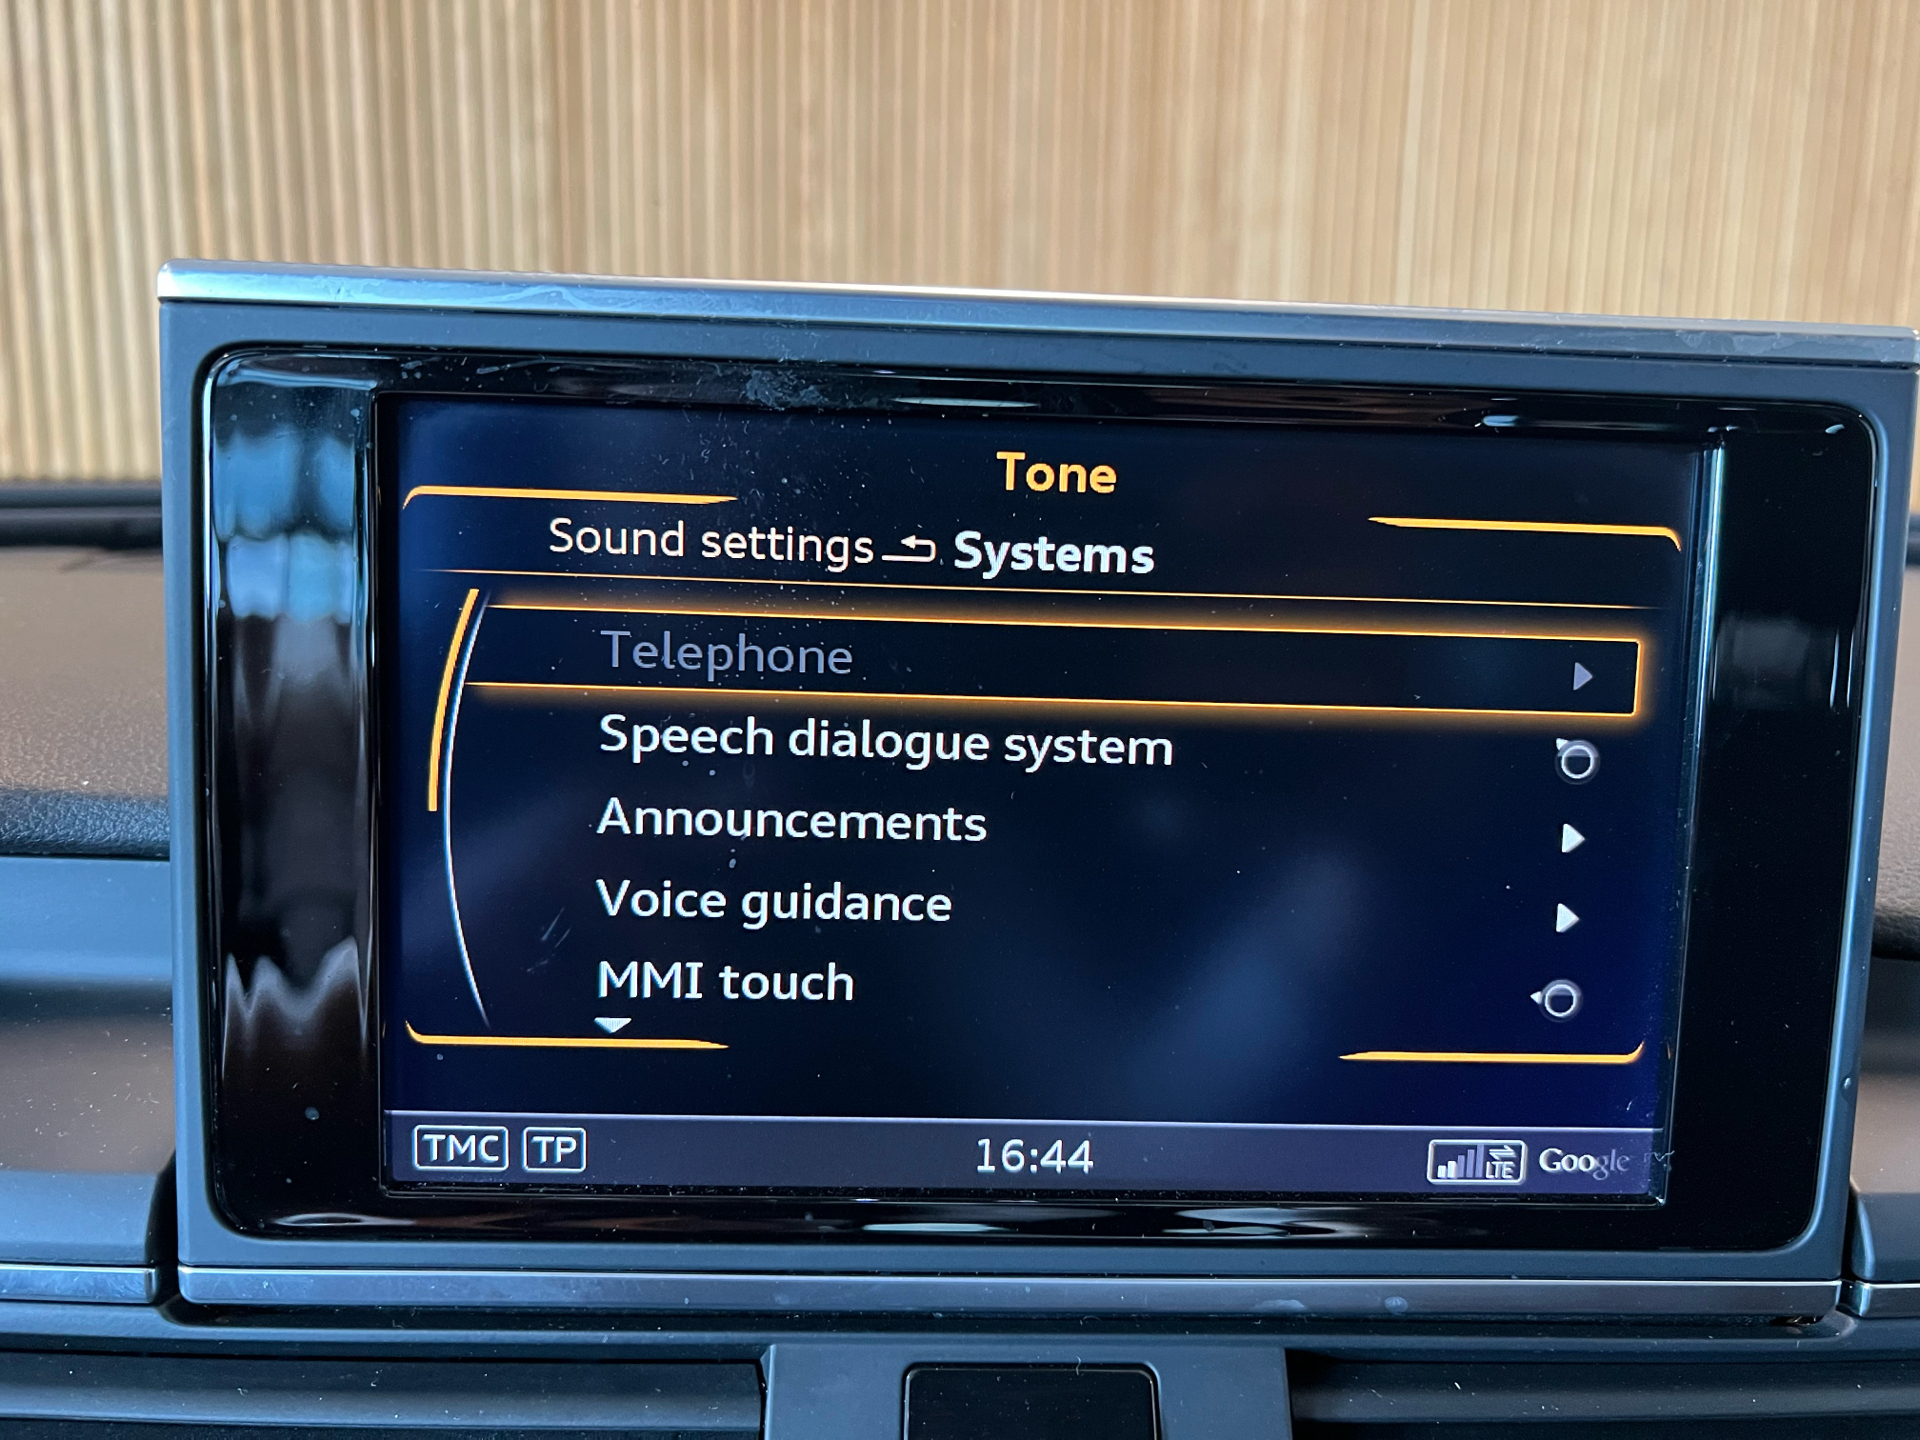 Tone
Sound settings Systems
Telephone
Speech dialogue system
Announcements
Voice guidance
MMI touch
TMC TP 16:44 LTE Google